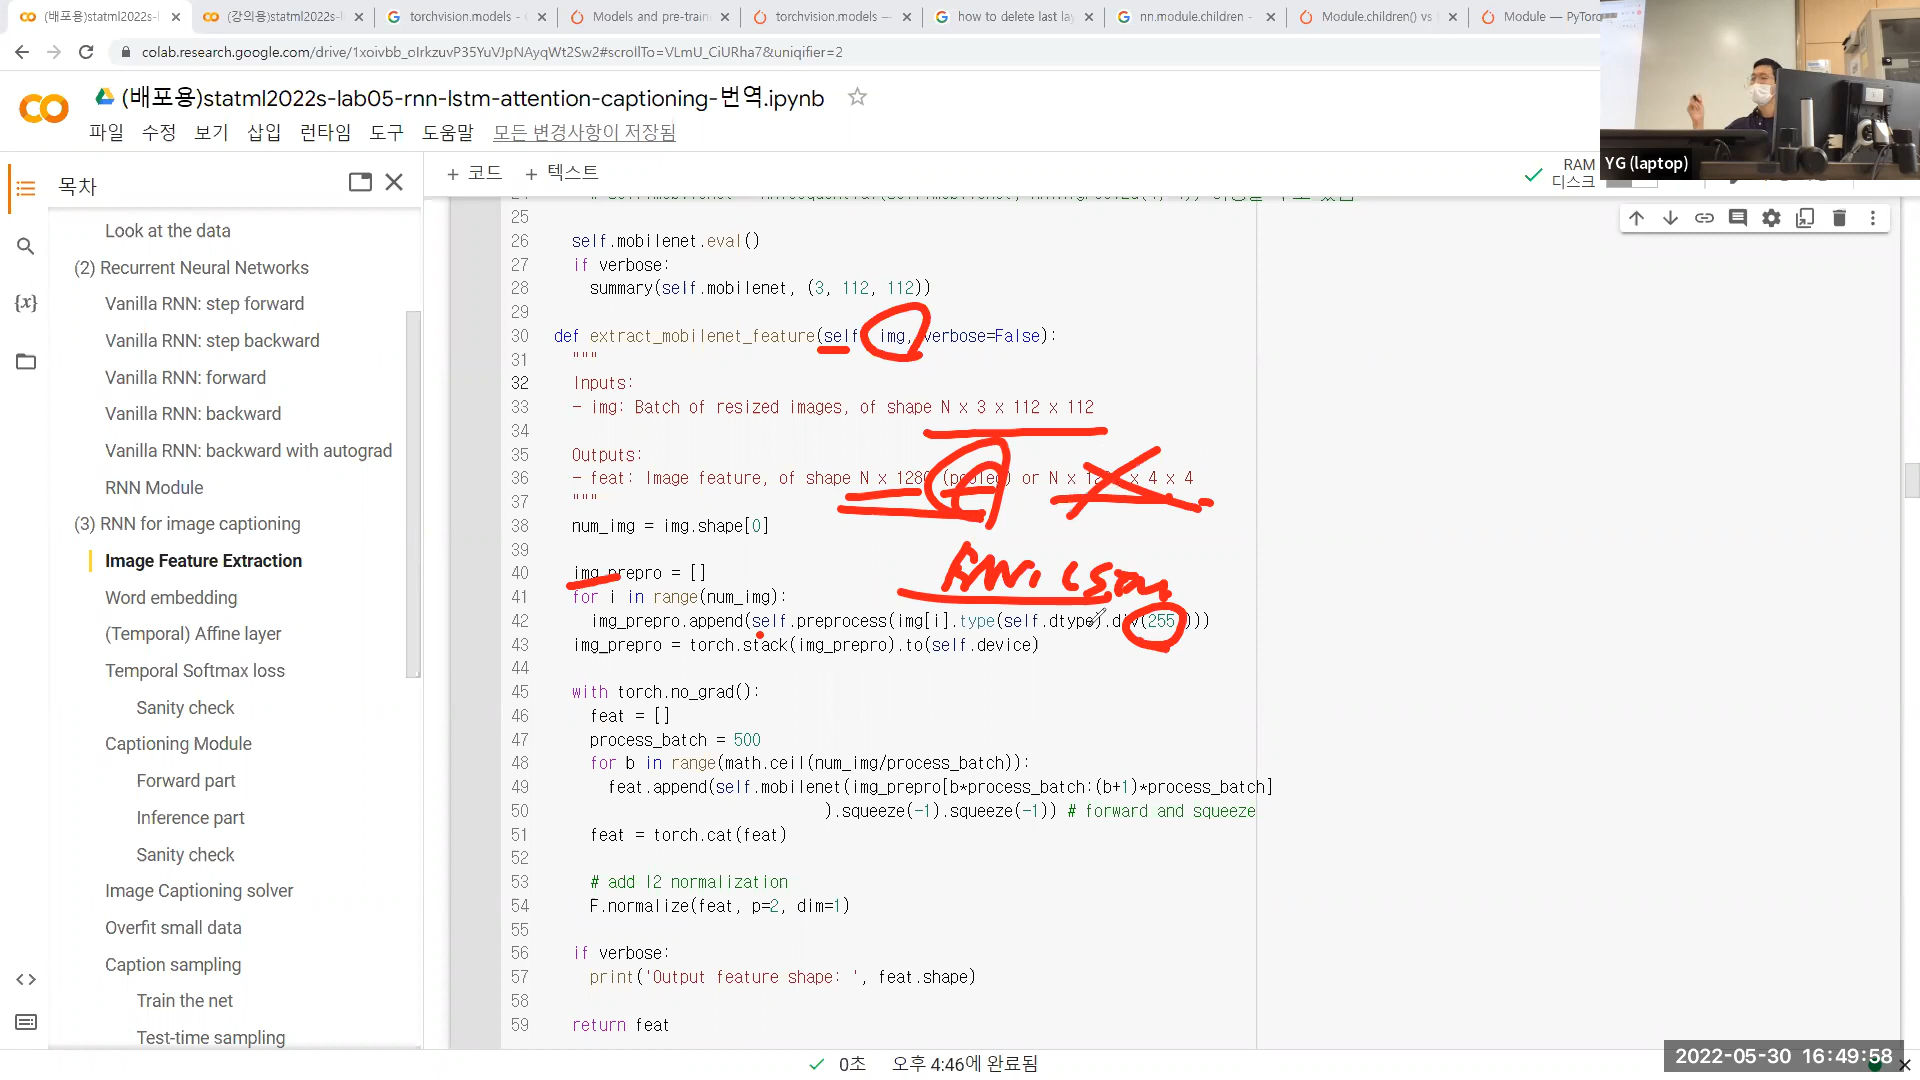 (배포용)statml2022s-l
(강의용)statml2022s-l
torchvision.models - G
Models and pre-train
torchvision.models —
how to delete last lay
nn.module.children -
Module.children() vs
Module — PyTorc
colab.research.google.com/drive/1xoivbb_olrkzuvP35YuVJpNAyqWt2Sw2#scrollTo=VLmU_CiURha7&uniqifier=2
(배포용)statml2022s-lab05-rnn-lstm-attention-captioning-번역.ipynb
파일 수정 보기 삽입 런타임 도구 도움말 모든 변경사항이 저장됨
목차
+ 코드 + 텍스트
RAM
디스크
YG (laptop)
Look at the data
(2) Recurrent Neural Networks
Vanilla RNN: step forward
Vanilla RNN: step backward
Vanilla RNN: forward
Vanilla RNN: backward
Vanilla RNN: backward with autograd
RNN Module
(3) RNN for image captioning
Image Feature Extraction
Word embedding
(Temporal) Affine layer
Temporal Softmax loss
Sanity check
Captioning Module
Forward part
Inference part
Sanity check
Image Captioning solver
Overfit small data
Caption sampling
Train the net
Test-time sampling
25
26 self.mobilenet.eval()
27 if verbose:
28 summary(self.mobilenet, (3, 112, 112))
29
30 def extract_mobilenet_feature(self, img, verbose=False):
31 """
32 Inputs:
33 - img: Batch of resized images, of shape N x 3 x 112 x 112
34
35 Outputs:
36 - feat: Image feature, of shape N x 1280 (pooled) or N x 1280 x 4 x 4
37 """
38 num_img = img.shape[0]
39
40 img_prepro = []
41 for i in range(num_img):
42 img_prepro.append(self.preprocess(img[i].type(self.dtype).div(255.)))
43 img_prepro = torch.stack(img_prepro).to(self.device)
44
45 with torch.no_grad():
46 feat = []
47 process_batch = 500
48 for b in range(math.ceil(num_img/process_batch)):
49 feat.append(self.mobilenet(img_prepro[b*process_batch:(b+1)*process_batch]
50 ).squeeze(-1).squeeze(-1)) # forward and squeeze
51 feat = torch.cat(feat)
52
53 # add l2 normalization
54 F.normalize(feat, p=2, dim=1)
55
56 if verbose:
57 print('Output feature shape: ', feat.shape)
58
59 return feat
RNN, LSTM
0초 오후 4:46에 완료됨
2022-05-30 16:49:58